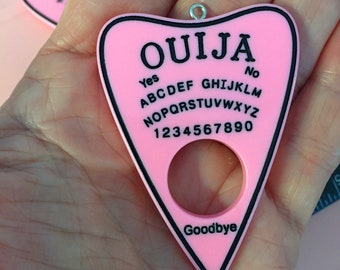 OUIJA
Yes No
ABCDEF GHIJKLM
NOPQRSTUVWXYZ
1234567890
Goodbye